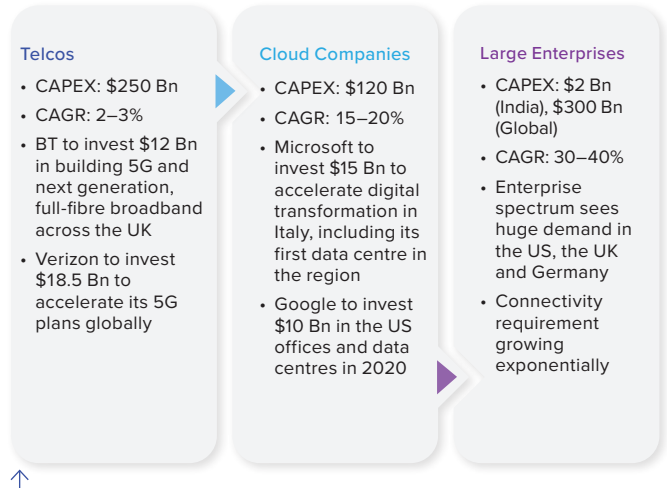 Telcos
• CAPEX: $250 Bn
• CAGR: 2–3%
• BT to invest $12 Bn
in building 5G and
next generation,
full-fibre broadband
across the UK
• Verizon to invest
$18.5 Bn to
accelerate its 5G
plans globally
Cloud Companies
• CAPEX: $120 Bn
• CAGR: 15–20%
• Microsoft to
invest $15 Bn to
accelerate digital
transformation in
Italy, including its
first data centre in
the region
• Google to invest
$10 Bn in the US
offices and data
centres in 2020
Large Enterprises
• CAPEX: $2 Bn
(India), $300 Bn
(Global)
• CAGR: 30–40%
• Enterprise
spectrum sees
huge demand in
the US, the UK
and Germany
• Connectivity
requirement
growing
exponentially